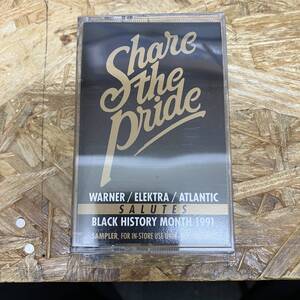 Share
the
Pride
WARNER / ELEKTRA / ATLANTIC
SALUTES
BLACK HISTORY MONTH 1991
SAMPLER, FOR IN-STORE USE